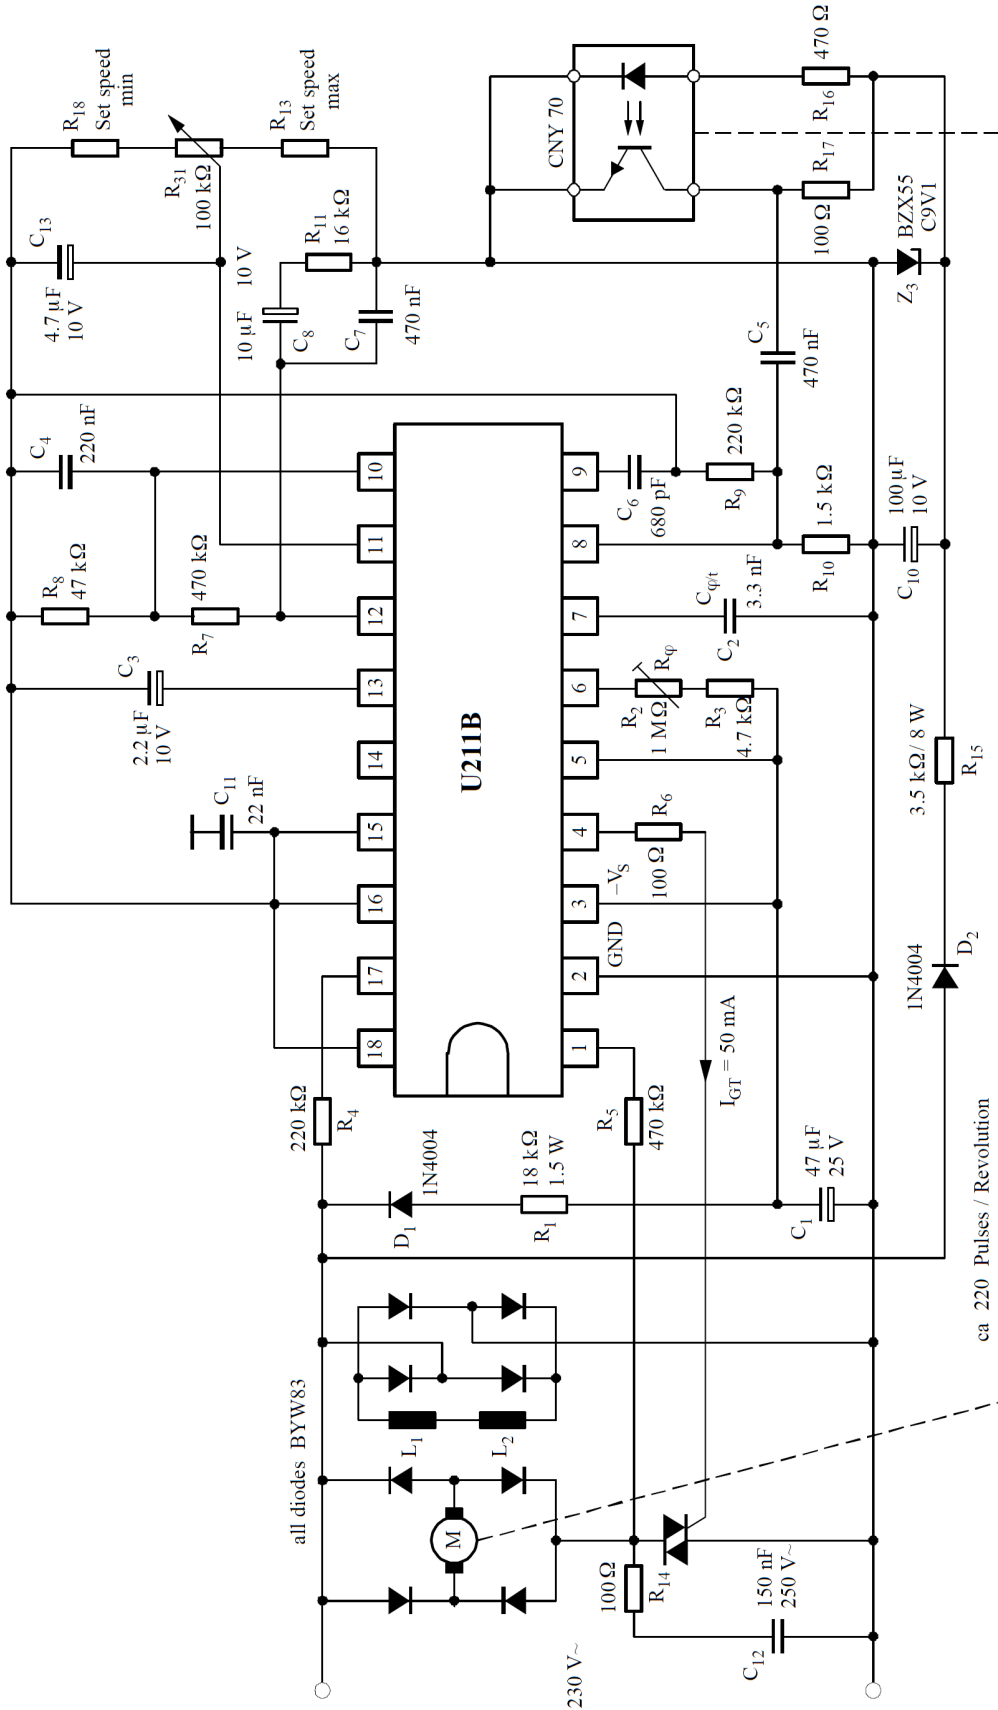 R18
Set speed
min
R31
100 kΩ
R13
Set speed
max
C13
4.7 µF
10 V
R11
16 kΩ
10 V
10 µF
C8
C7
470 nF
CNY 70
R16
470 Ω
R17
100 Ω
BZX55
C9V1
Z3
C5
470 nF
C4
220 nF
R8
47 kΩ
R7
470 kΩ
C3
2.2 µF
10 V
C11
22 nF
10
11
12
13
14
15
16
17
18
U211B
9
8
7
6
5
4
3
2
1
C6
680 pF
R9
220 kΩ
R10
1.5 kΩ
C10
100 µF
10 V
Cφ/t
C2
3.3 nF
R2
Rφ
1 MΩ
R3
4.7 kΩ
R6
100 Ω
–VS
GND
3.5 kΩ / 8 W
R15
1N4004
D2
IGT = 50 mA
220 kΩ
R4
R5
470 kΩ
1N4004
D1
18 kΩ
1.5 W
R1
C1
47 µF
25 V
all diodes BYW83
L1
L2
M
100 Ω
R14
150 nF
250 V~
C12
230 V~
ca 220 Pulses / Revolution